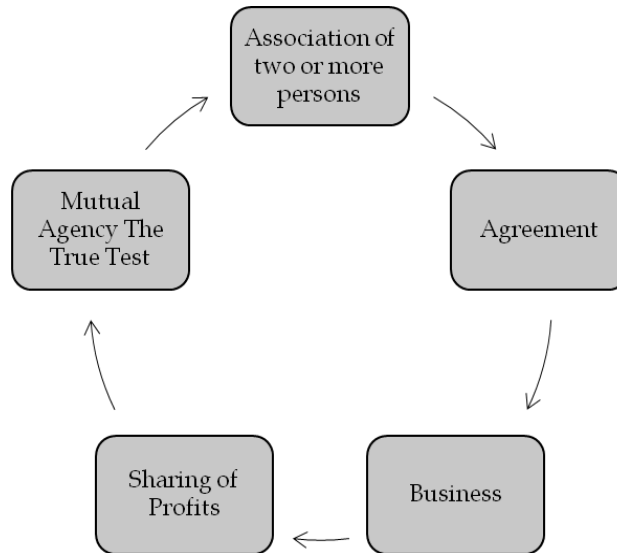 Association of
two or more
persons
Agreement
Business
Sharing of
Profits
Mutual
Agency The
True Test